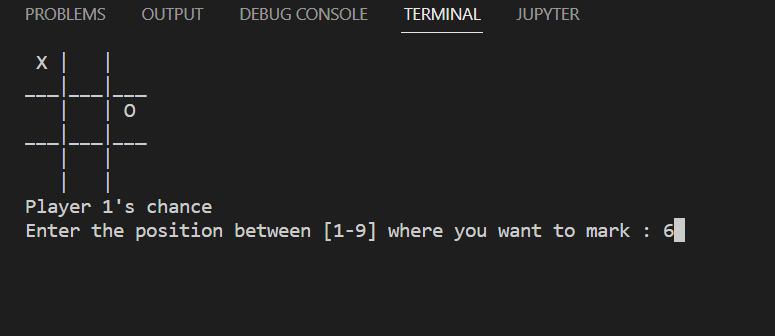 PROBLEMS OUTPUT DEBUG CONSOLE TERMINAL JUPYTER
 X |   |
___|___|___
   |   | O
___|___|___
   |   |
   |   |
Player 1's chance
Enter the position between [1-9] where you want to mark : 6